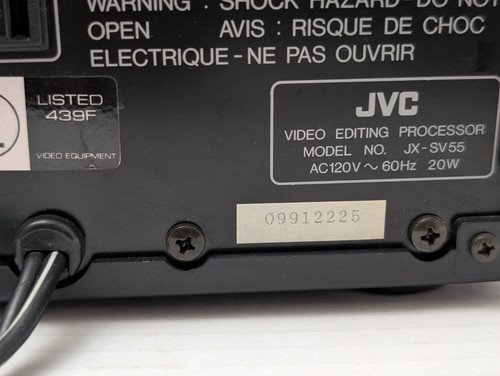 WARNING : SHOCK HAZARD-DO NOT
OPEN AVIS : RISQUE DE CHOC
ELECTRIQUE-NE PAS OUVRIR
LISTED
439F
VIDEO EQUIPMENT
JVC
VIDEO EDITING PROCESSOR
MODEL NO. JX-SV55
AC120V ~ 60Hz 20W
09912225